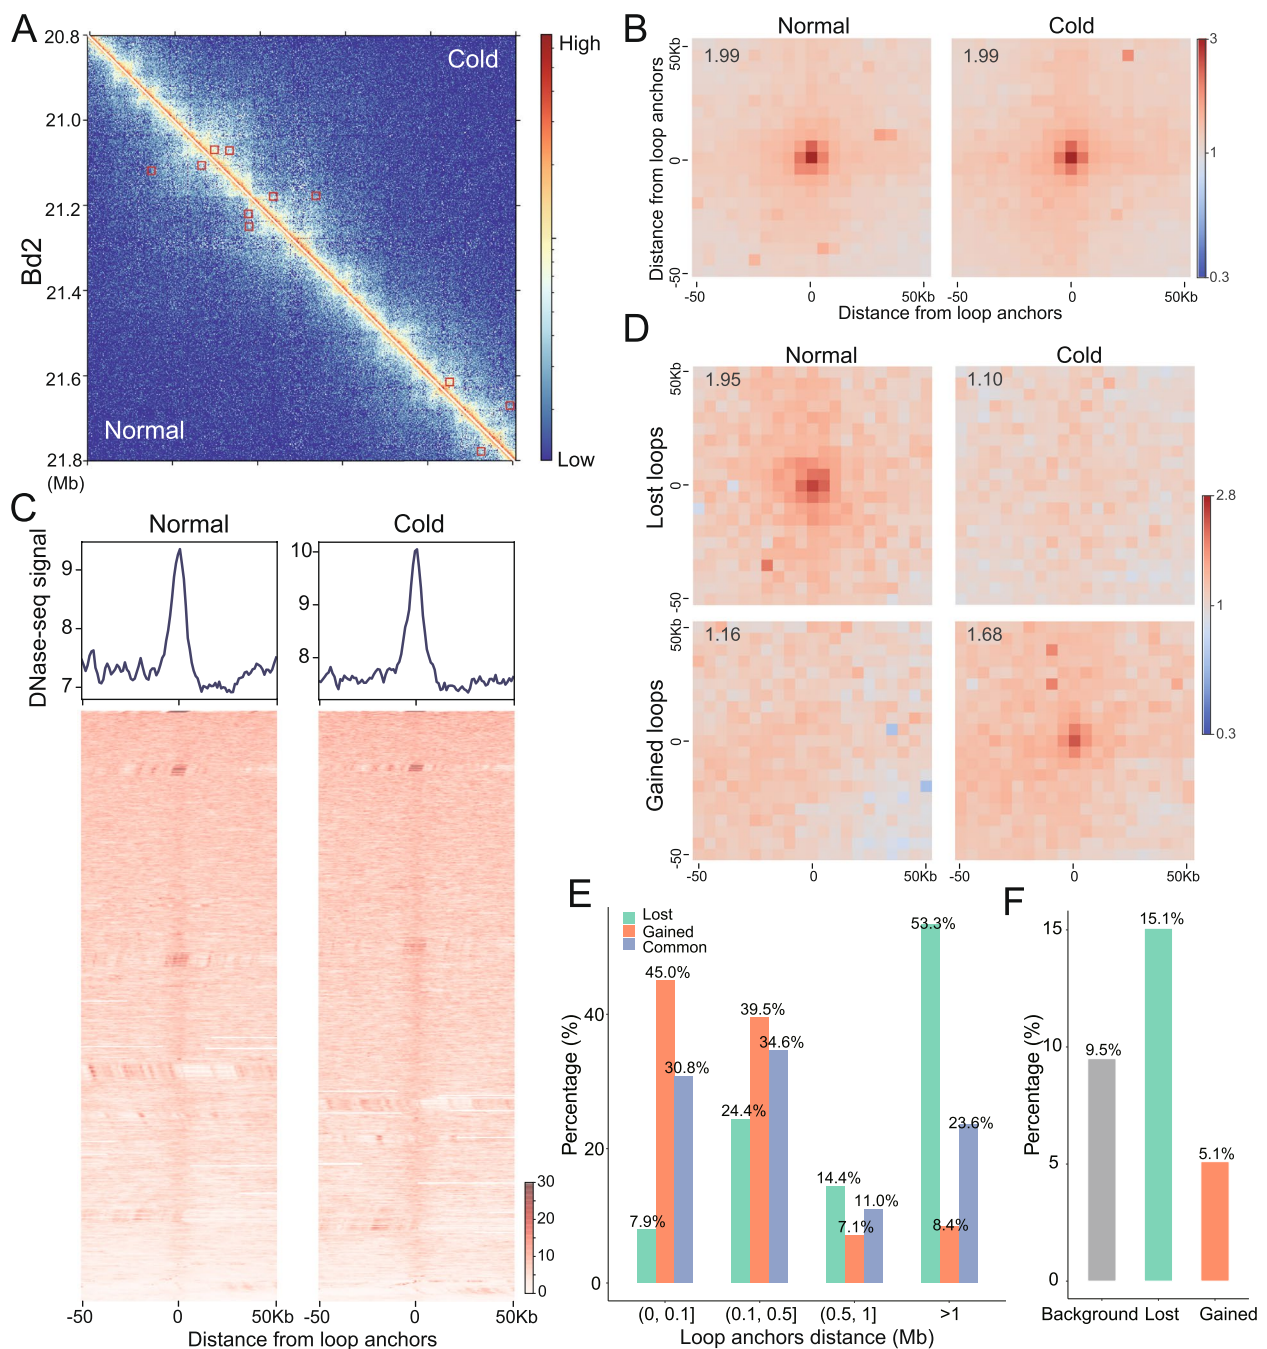 A
20.8
21.0
21.2
21.4
21.6
21.8
(Mb)
Bd2
Cold
Normal
High
Low
B
Normal
Cold
1.99
1.99
Distance from loop anchors
50Kb
0
-50
-50
0
50Kb
-50
0
50Kb
Distance from loop anchors
3
1
0.3
C
Normal
Cold
DNase-seq signal
9
8
7
10
9
8
30
20
10
0
-50
0
50Kb
-50
0
50Kb
Distance from loop anchors
D
Normal
Cold
1.95
1.10
Lost loops
50Kb
0
-50
1.16
1.68
Gained loops
50Kb
0
-50
-50
0
50Kb
-50
0
50Kb
2.8
1
0.3
E
Lost
Gained
Common
Percentage (%)
40
20
0
7.9%
45.0%
30.8%
24.4%
39.5%
34.6%
14.4%
7.1%
11.0%
53.3%
8.4%
23.6%
(0, 0.1]
(0.1, 0.5]
(0.5, 1]
>1
Loop anchors distance (Mb)
F
Percentage (%)
15
10
5
0
9.5%
15.1%
5.1%
Background
Lost
Gained